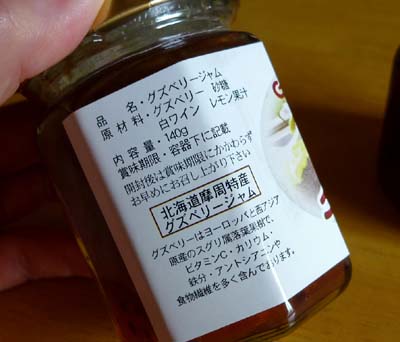 品 名・グズベリージャム
原 材 料・グズベリー 砂糖
白ワイン レモン果汁
内 容 量・140g
賞味期限・容器下に記載
開封後は賞味期限にかかわらず
お早めにお召し上がり下さい
北海道摩周特産
グズベリージャム
グズベリーはヨーロッパと西アジア
原産のスグリ属落葉果樹で、
ビタミンC・カリウム・
鉄分・アントシアニンや
食物繊維を多く含んでおります。